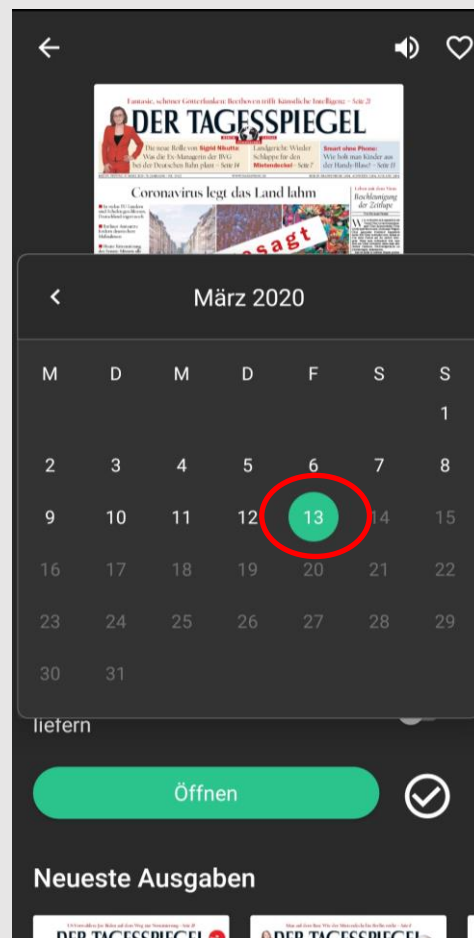 Fantasie, schöner Götterfunken: Beethoven trifft Künstliche Intelligenz – Seite 21
DER TAGESSPIEGEL
Die neue Rolle von Sigrid Nikutta
Was die Ex-Managerin der BVG
bei der Deutschen Bahn plant – Seite 14
Landgericht: Wieder
Schlappe für den
Mietendeckel – Seite 7
Smart ohne Phone:
Wie holt man Kinder aus
der Handy-Blase? – Seite 11
Coronavirus legt das Land lahm
Beschleunigung
der Zeitlupe
esagt
März 2020
M D M D F S S
1
2 3 4 5 6 7 8
9 10 11 12 13 14 15
16 17 18 19 20 21 22
23 24 25 26 27 28 29
30 31
liefern
Öffnen
Neueste Ausgaben
DER TAGESSPIEGEL
DER TAGESSPIEGEL